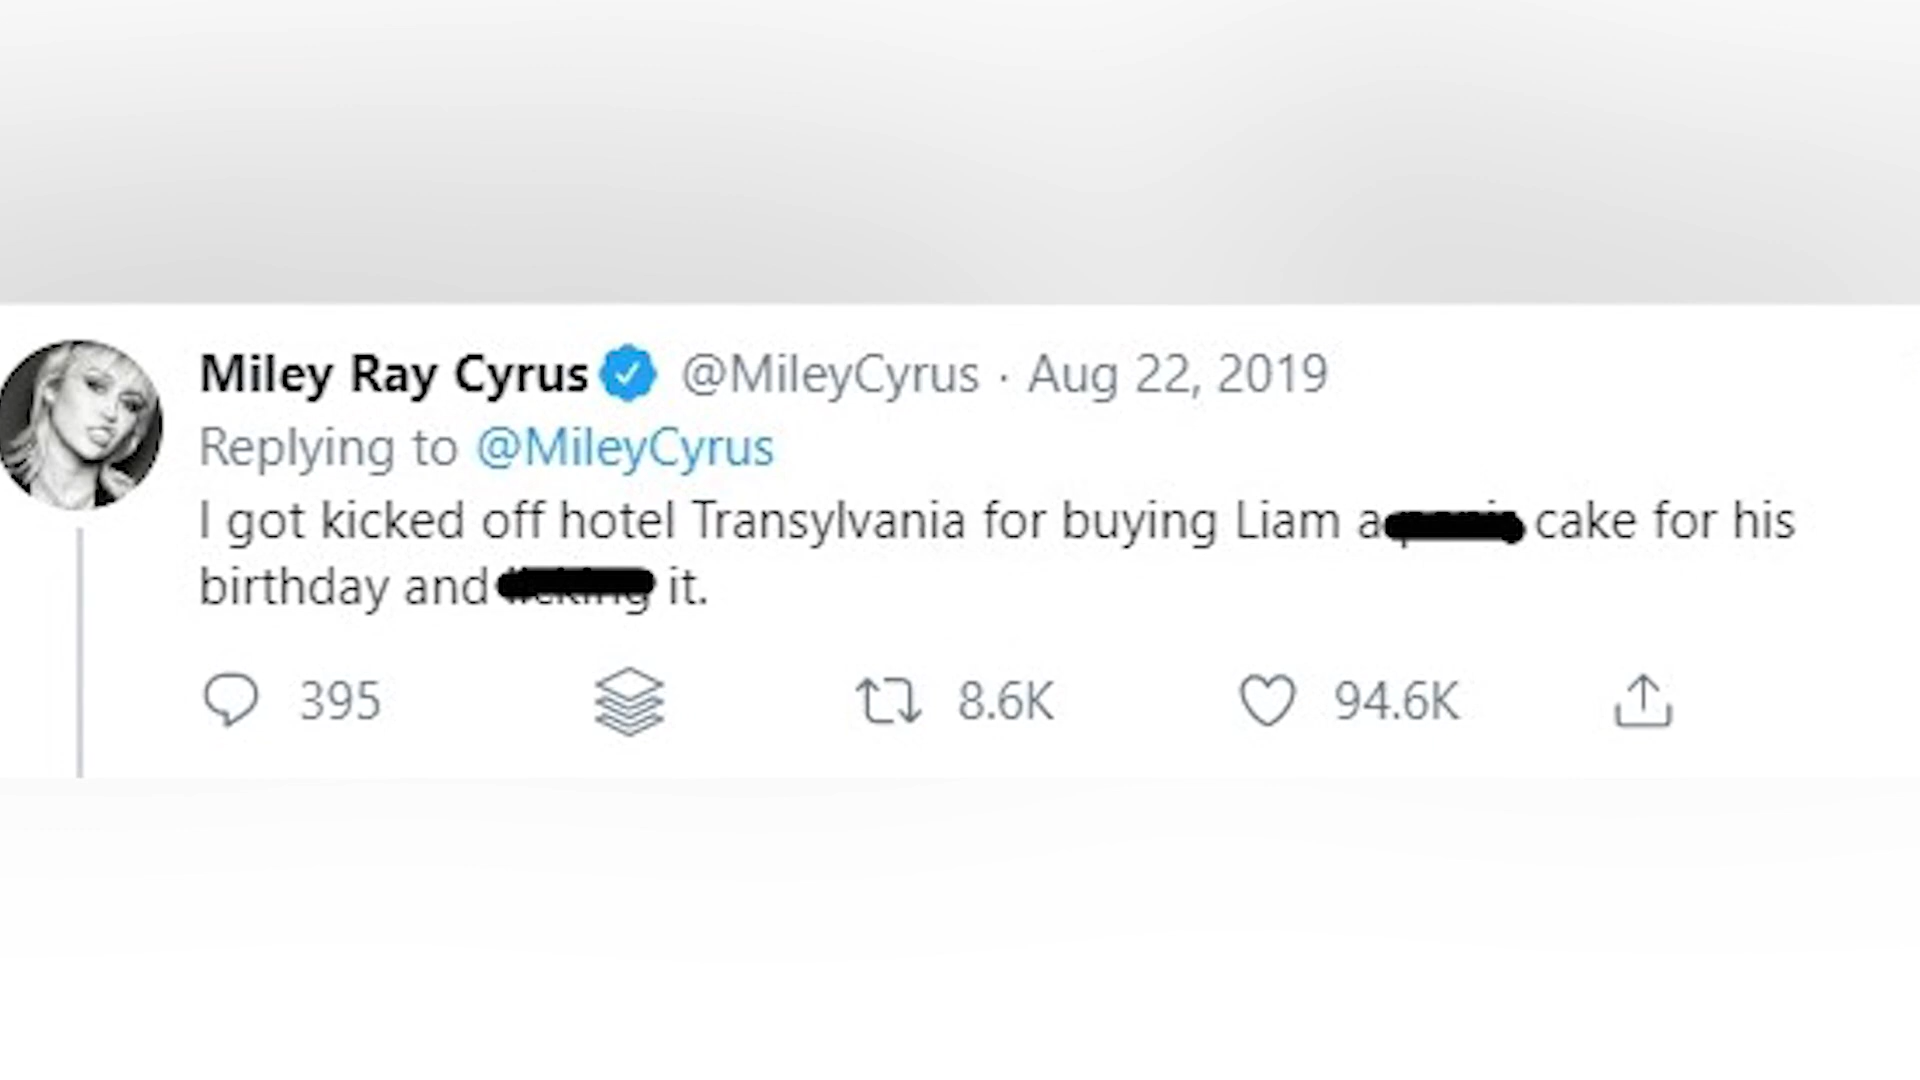 Miley Ray Cyrus @MileyCyrus · Aug 22, 2019
Replying to @MileyCyrus
I got kicked off hotel Transylvania for buying Liam a cake for his
birthday and it.
395 8.6K 94.6K